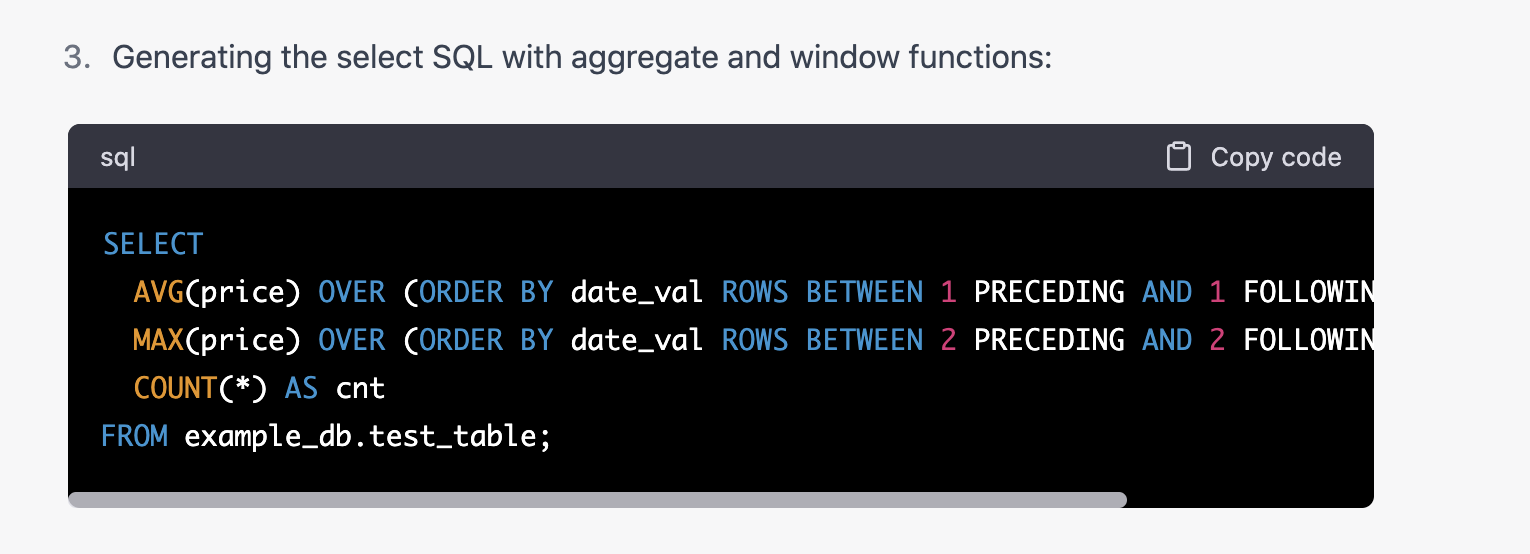 3. Generating the select SQL with aggregate and window functions:
sql Copy code
SELECT
AVG(price) OVER (ORDER BY date_val ROWS BETWEEN 1 PRECEDING AND 1 FOLLOWIN
MAX(price) OVER (ORDER BY date_val ROWS BETWEEN 2 PRECEDING AND 2 FOLLOWIN
COUNT(*) AS cnt
FROM example_db.test_table;